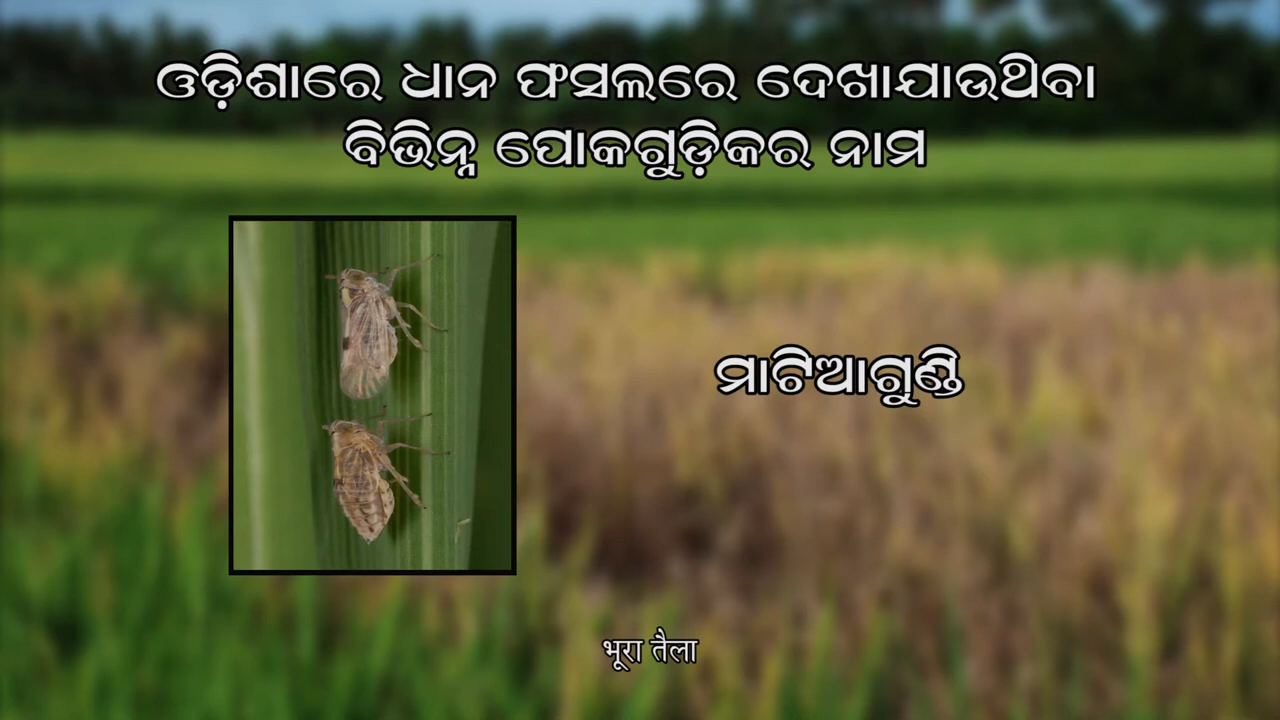 ଓଡ଼ିଶାରେ ଧାନ ଫସଲରେ ଦେଖାଯାଉଥିବା
ବିଭିନ୍ନ ପୋକଗୁଡ଼ିକର ନାମ
ମାଟିଆଗୁଣ୍ଡି
भूरा तैला